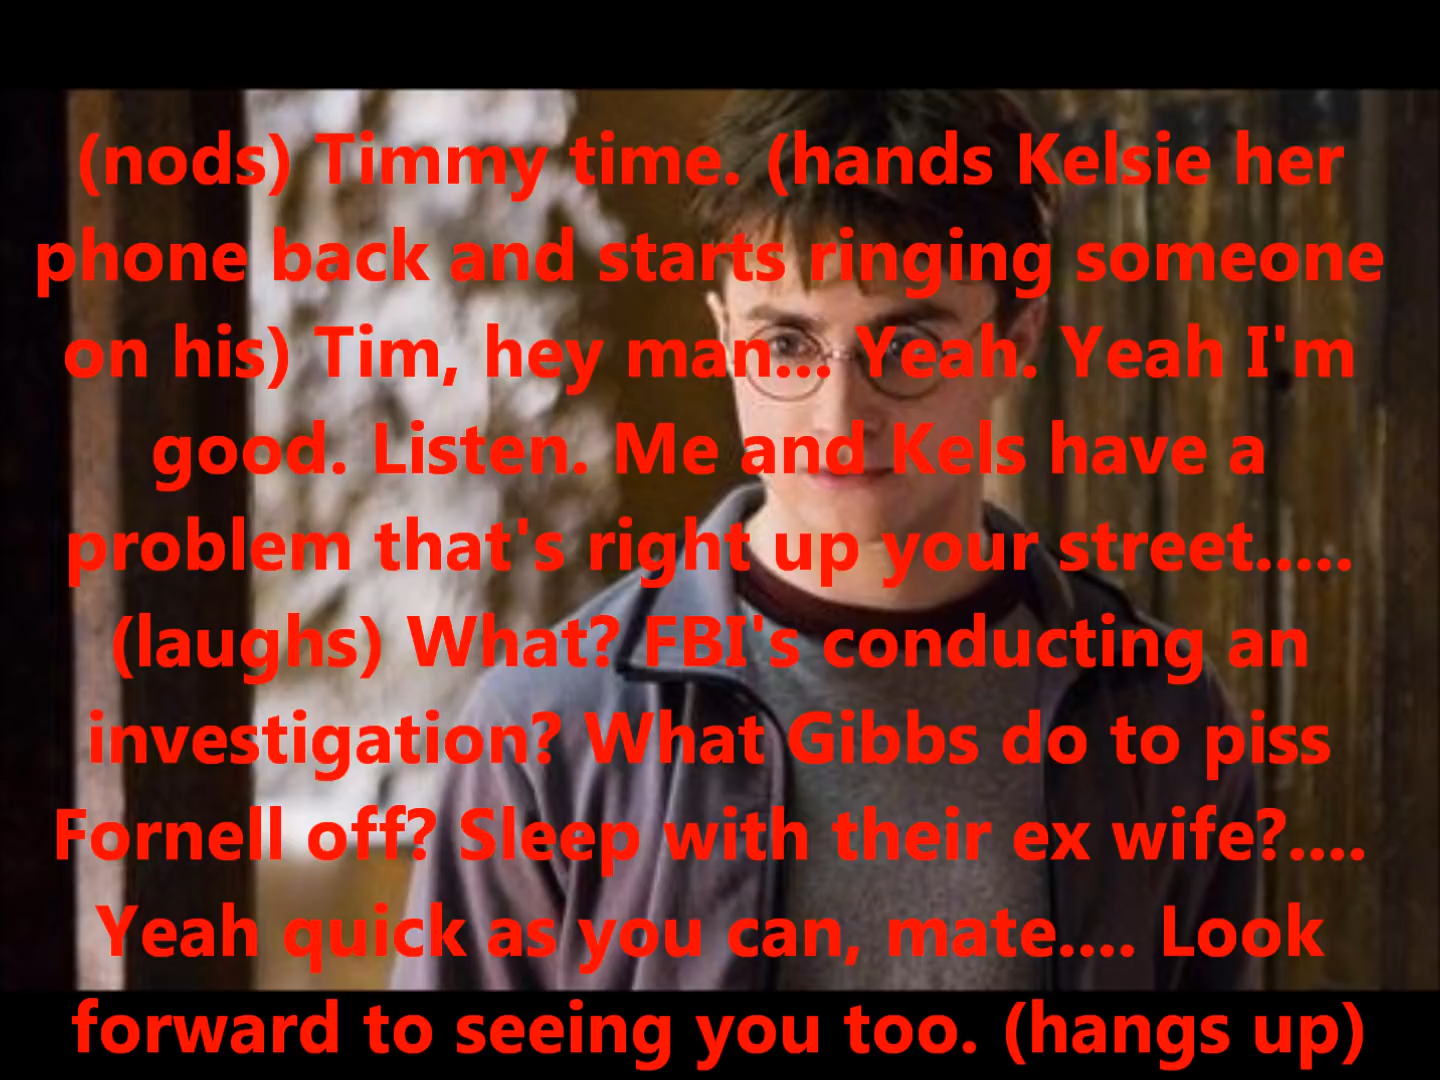 (nods) Timmy time. (hands Kelsie her
phone back and starts ringing someone
on his) Tim, hey man... Yeah. Yeah I'm
good. Listen. Me and Kels have a
problem that's right up your street.....
(laughs) What? FBI's conducting an
investigation? What Gibbs do to piss
Fornell off? Sleep with their ex wife?....
Yeah quick as you can, mate.... Look
forward to seeing you too. (hangs up)